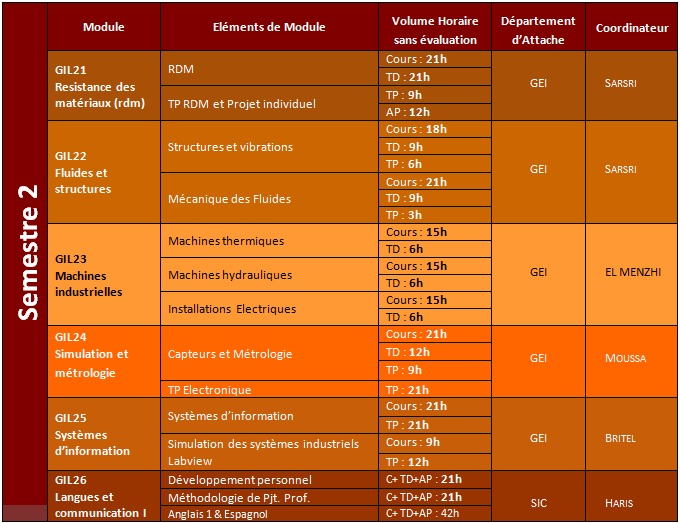 Semestre 2
Module
Eléments de Module
Volume Horaire
sans évaluation
Département
d'Attache
Coordinateur
GIL21
Resistance des
matériaux (rdm)
RDM
Cours : 21h
TD : 21h
TP RDM et Projet individuel
TP : 9h
AP : 12h
GEI
SARSRI
GIL22
Fluides et
structures
Structures et vibrations
Cours : 18h
TD : 9h
TP : 6h
Mécanique des Fluides
Cours : 21h
TD : 9h
TP : 3h
GEI
SARSRI
GIL23
Machines
industrielles
Machines thermiques
Cours : 15h
TD : 6h
Machines hydrauliques
Cours : 15h
TD : 6h
Installations Electriques
Cours : 15h
TD : 6h
GEI
EL MENZHI
GIL24
Simulation et
métrologie
Capteurs et Métrologie
Cours : 21h
TD : 12h
TP : 9h
TP Electronique
TP : 21h
GEI
MOUSSA
GIL25
Systèmes
d'information
Systèmes d'information
Cours : 21h
TP : 21h
Simulation des systèmes industriels
Labview
Cours : 9h
TP : 12h
GEI
BRITEL
GIL26
Langues et
communication I
Développement personnel
C+ TD+AP : 21h
Méthodologie de Pjt. Prof.
C+ TD+AP : 21h
Anglais 1 & Espagnol
C+ TD+AP : 42h
SIC
HARIS